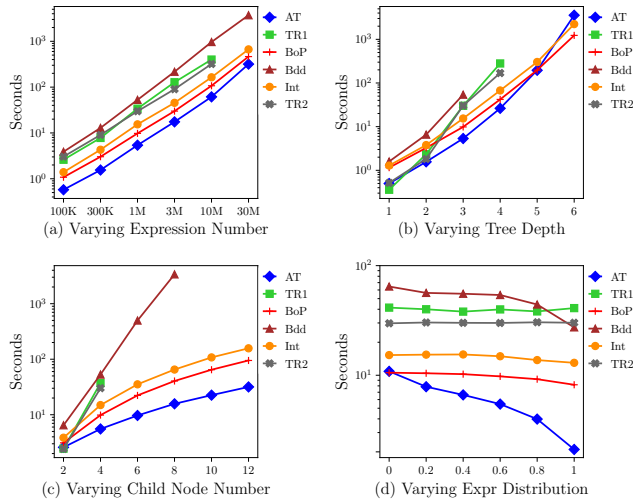 AT
TR1
BoP
Bdd
Int
TR2
Seconds
10³
10²
10¹
10⁰
100K 300K 1M 3M 10M 30M
(a) Varying Expression Number
AT
TR1
BoP
Bdd
Int
TR2
Seconds
10³
10²
10¹
10⁰
1 2 3 4 5 6
(b) Varying Tree Depth
AT
TR1
BoP
Bdd
Int
TR2
Seconds
10³
10²
10¹
2 4 6 8 10 12
(c) Varying Child Node Number
AT
TR1
BoP
Bdd
Int
TR2
Seconds
10²
10¹
0 0.2 0.4 0.6 0.8 1
(d) Varying Expr Distribution